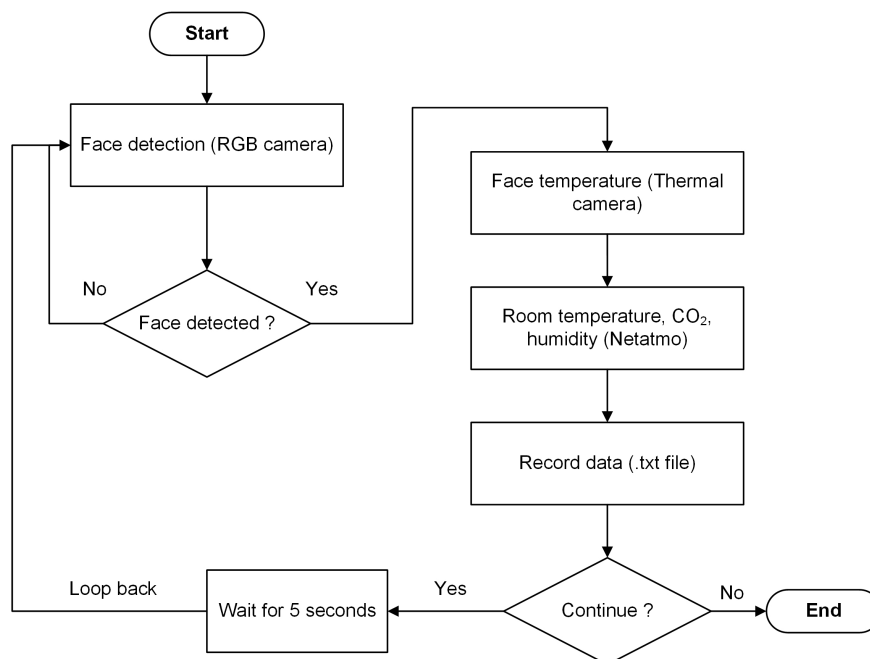 Start
Face detection (RGB camera)
No
Yes
Face detected ?
Face temperature (Thermal
camera)
Room temperature, CO₂,
humidity (Netatmo)
Record data (.txt file)
Continue ?
Yes
No
End
Wait for 5 seconds
Loop back